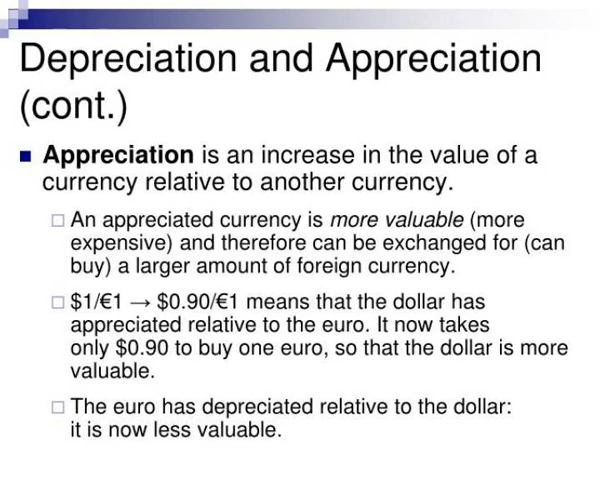 Depreciation and Appreciation
(cont.)
Appreciation is an increase in the value of a
currency relative to another currency.
An appreciated currency is more valuable (more
expensive) and therefore can be exchanged for (can
buy) a larger amount of foreign currency.
$1/€1 → $0.90/€1 means that the dollar has
appreciated relative to the euro. It now takes
only $0.90 to buy one euro, so that the dollar is more
valuable.
The euro has depreciated relative to the dollar:
it is now less valuable.